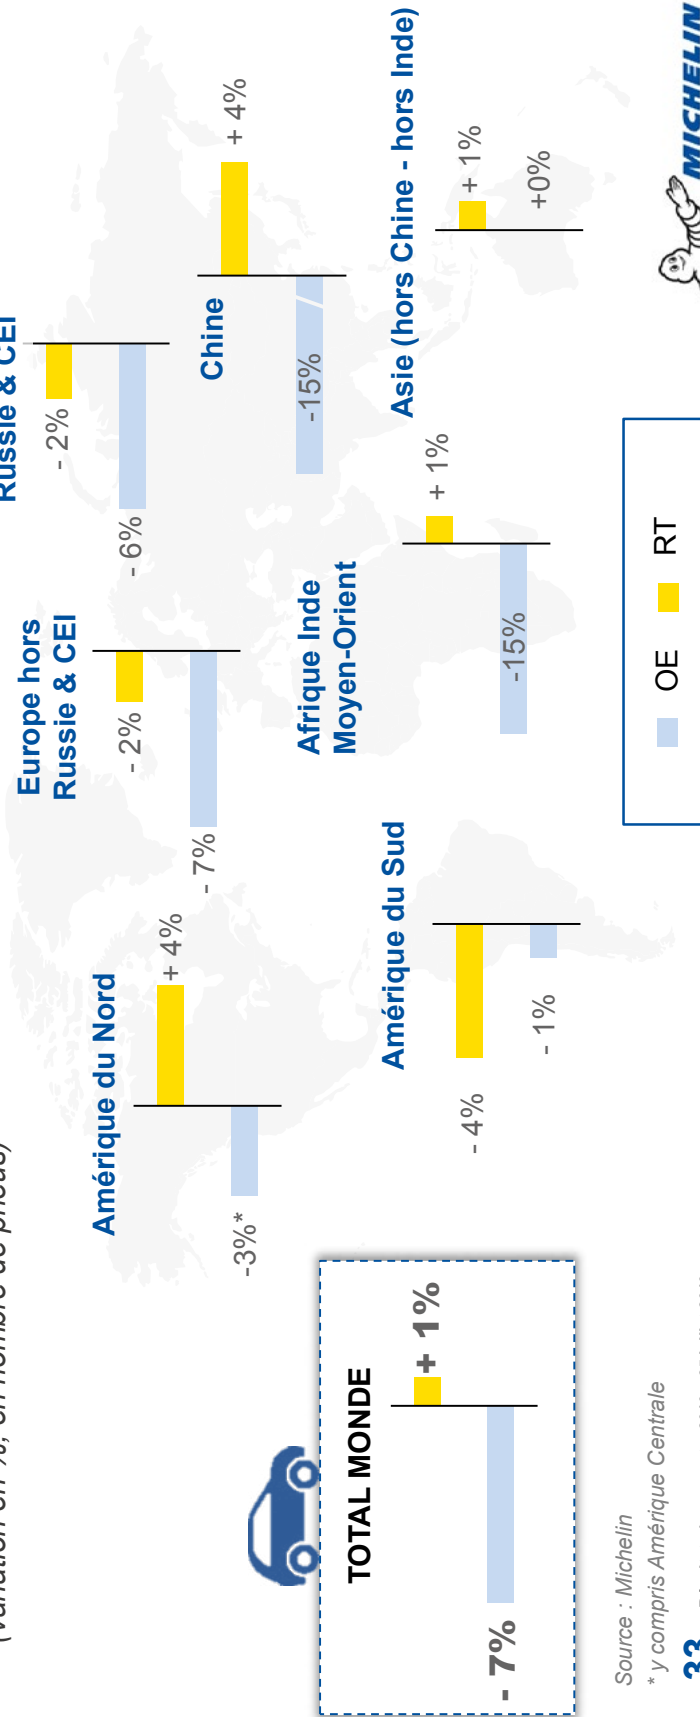 (variation en %, en nombre de pneus)
Amérique du Nord
+ 4%
-3%*
Europe hors
Russie & CEI
- 2%
- 7%
Russie & CEI
- 2%
- 6%
Chine
+ 4%
-15%
Afrique Inde
Moyen-Orient
+ 1%
-15%
Asie (hors Chine - hors Inde)
+ 1%
+0%
Amérique du Sud
- 4%
- 1%
TOTAL MONDE
+ 1%
- 7%
OE
RT
Source : Michelin
* y compris Amérique Centrale
33
MICHELIN